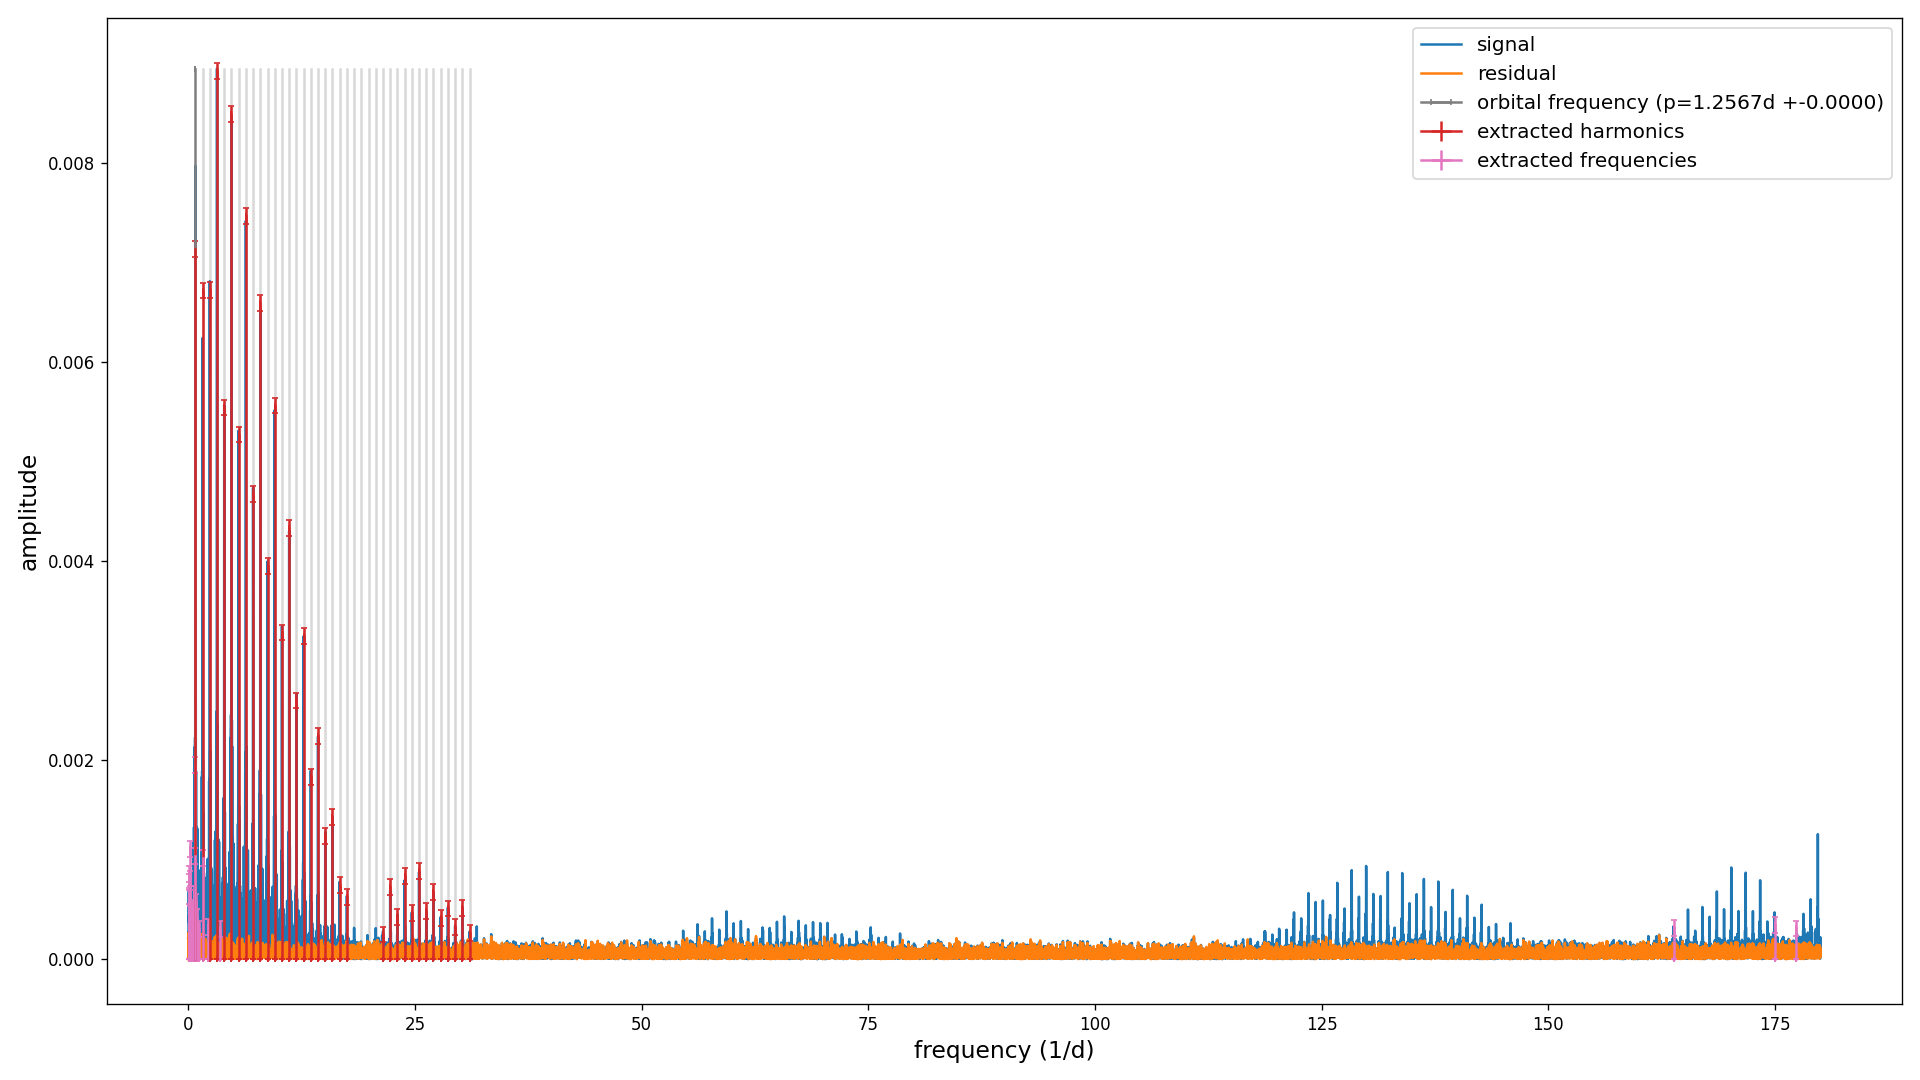 signal
residual
orbital frequency (p=1.2567d +-0.0000)
extracted harmonics
extracted frequencies
0.008
0.006
0.004
0.002
0.000
amplitude
0 25 50 75 100 125 150 175
frequency (1/d)